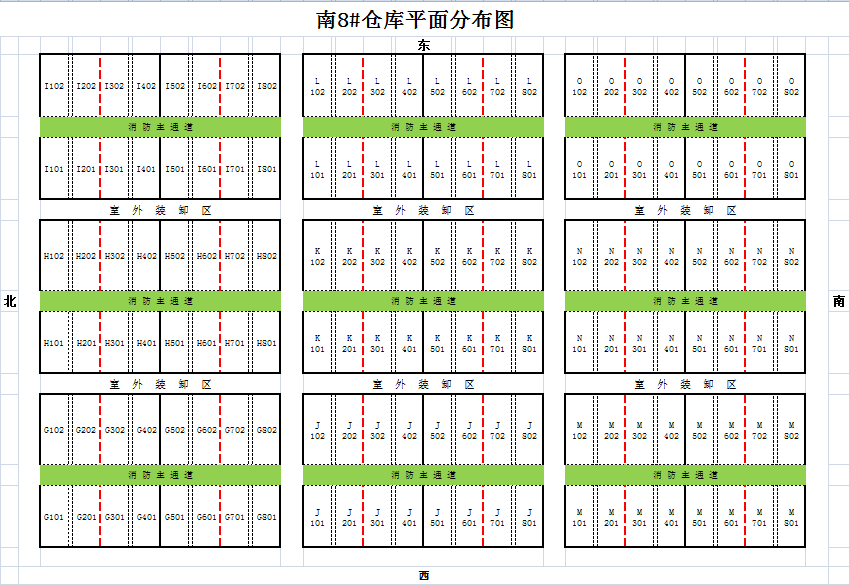 南8#仓库平面分布图
东
I102 I202 I302 I402 I502 I602 I702 I802
L L L L L L L L
102 202 302 402 502 602 702 802
O O O O O O O O
102 202 302 402 502 602 702 802
消防主通道 消防主通道 消防主通道
I101 I201 I301 I401 I501 I601 I701 I801
L L L L L L L L
101 201 301 401 501 601 701 801
O O O O O O O O
101 201 301 401 501 601 701 801
室外装卸区 室外装卸区 室外装卸区
H102 H202 H302 H402 H502 H602 H702 H802
K K K K K K K K
102 202 302 402 502 602 702 802
N N N N N N N N
102 202 302 402 502 602 702 802
北 消防主通道 消防主通道 消防主通道 南
H101 H201 H301 H401 H501 H601 H701 H801
K K K K K K K K
101 201 301 401 501 601 701 801
N N N N N N N N
101 201 301 401 501 601 701 801
室外装卸区 室外装卸区 室外装卸区
G102 G202 G302 G402 G502 G602 G702 G802
J J J J J J J J
102 202 302 402 502 602 702 802
M M M M M M M M
102 202 302 402 502 602 702 802
消防主通道 消防主通道 消防主通道
G101 G201 G301 G401 G501 G601 G701 G801
J J J J J J J J
101 201 301 401 501 601 701 801
M M M M M M M M
101 201 301 401 501 601 701 801
西